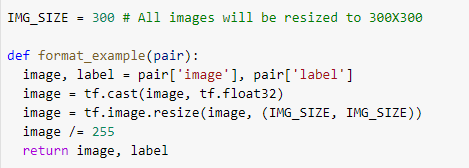 IMG_SIZE = 300 # All images will be resized to 300X300
def format_example(pair):
  image, label = pair['image'], pair['label']
  image = tf.cast(image, tf.float32)
  image = tf.image.resize(image, (IMG_SIZE, IMG_SIZE))
  image /= 255
  return image, label